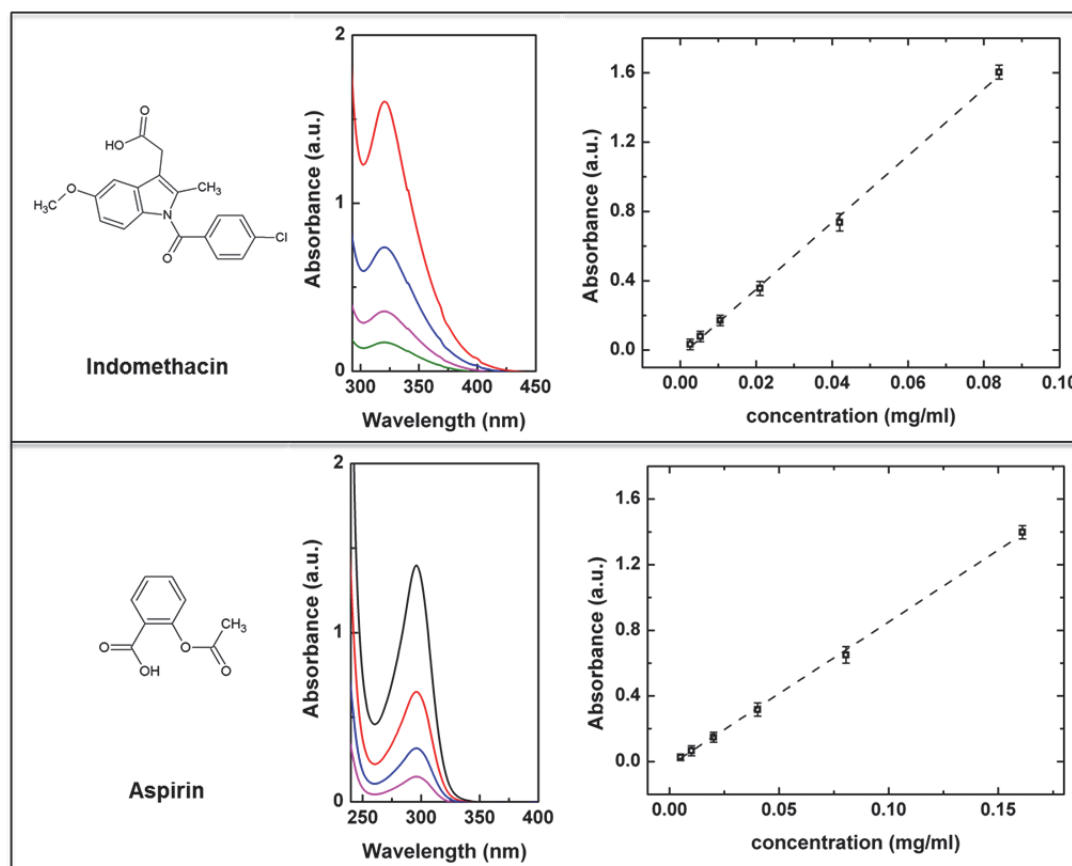 O
HO
O
H₃C
CH₃
N
O
Cl
Indomethacin
Absorbance (a.u.)
2
1
0
300 350 400 450
Wavelength (nm)
Absorbance (a.u.)
1.6
1.2
0.8
0.4
0.0
0.00 0.02 0.04 0.06 0.08 0.10
concentration (mg/ml)
O
OH
O
CH₃
O
Aspirin
Absorbance (a.u.)
2
1
0
250 300 350 400
Wavelength (nm)
Absorbance (a.u.)
1.6
1.2
0.8
0.4
0.0
0.00 0.05 0.10 0.15
concentration (mg/ml)